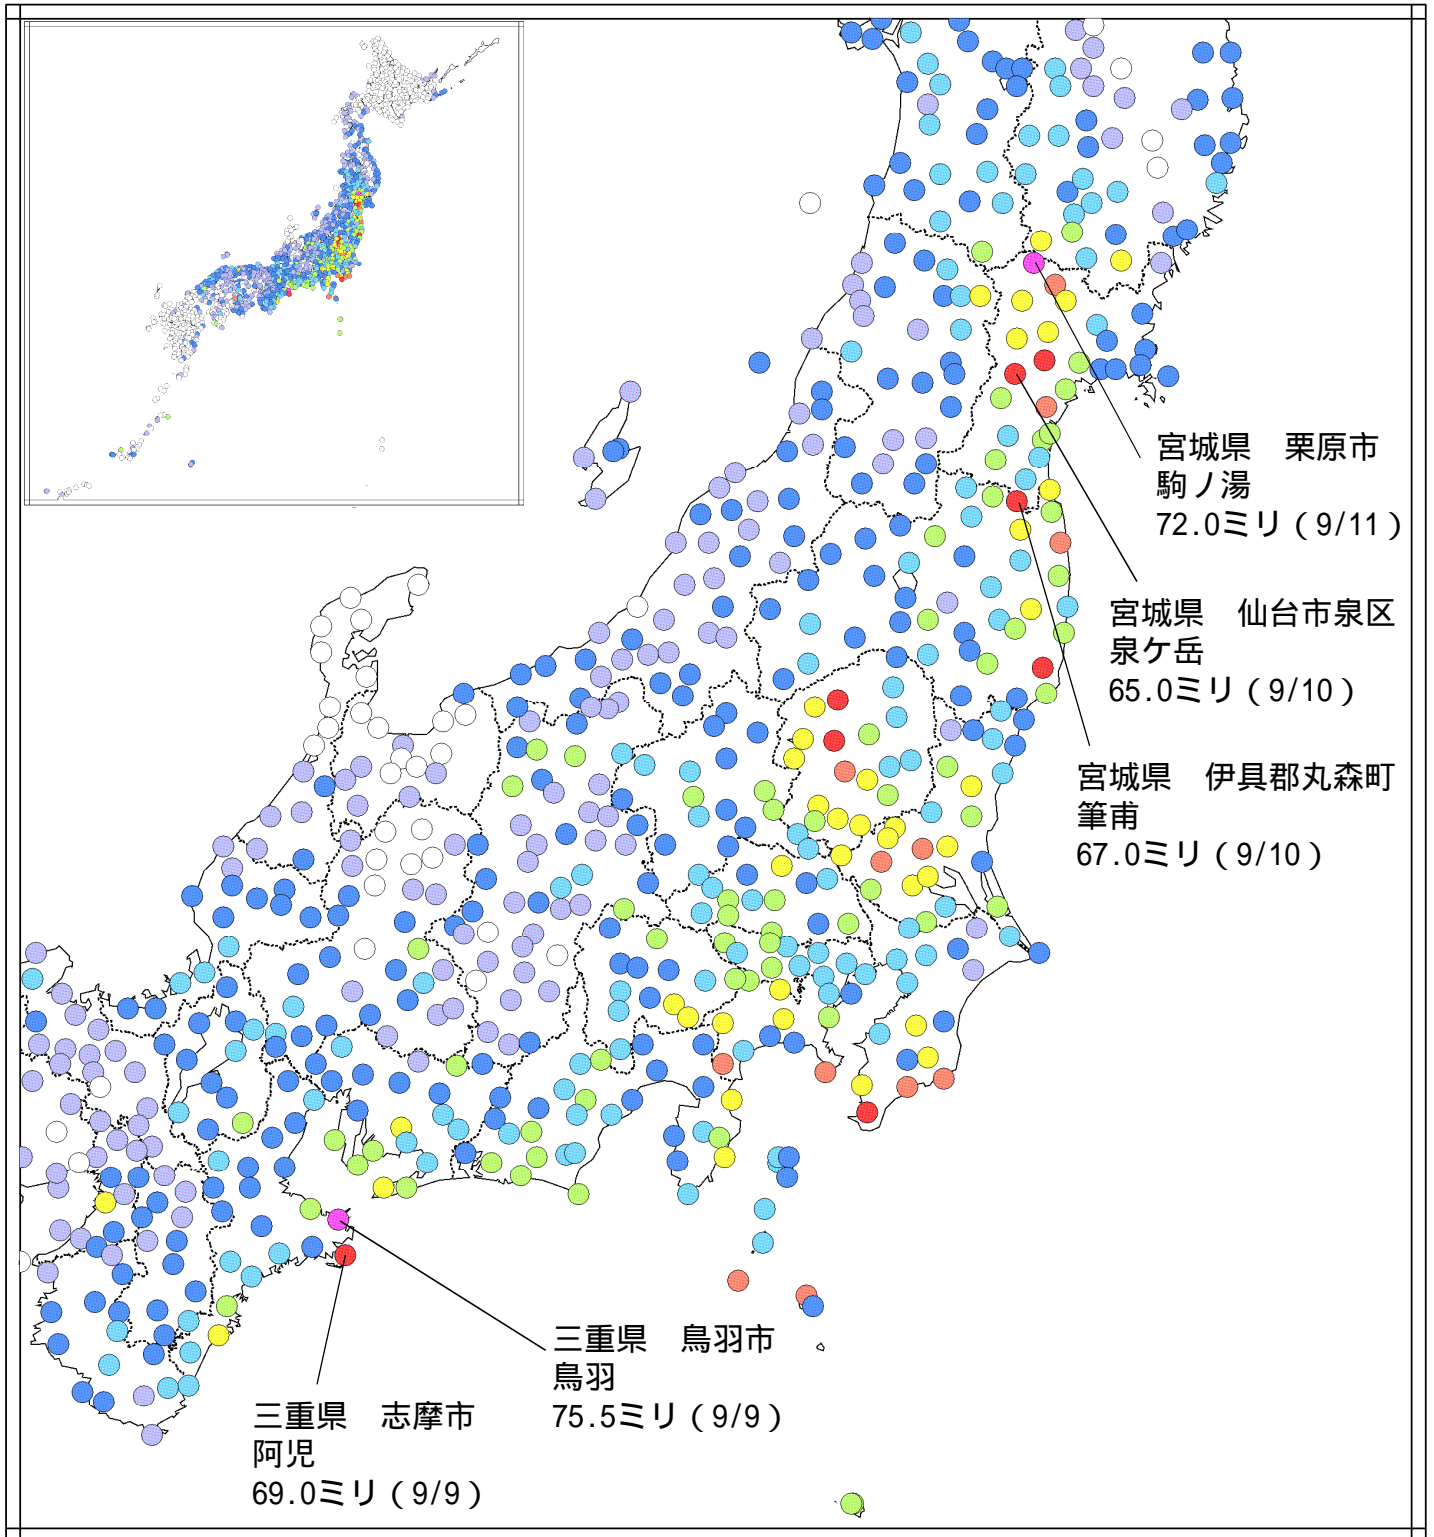 宮城県　栗原市
駒ノ湯
72.0ミリ（9/11）
宮城県　仙台市泉区
泉ケ岳
65.0ミリ（9/10）
宮城県　伊具郡丸森町
筆甫
67.0ミリ（9/10）
三重県　鳥羽市
鳥羽
75.5ミリ（9/9）
三重県　志摩市
阿児
69.0ミリ（9/9）